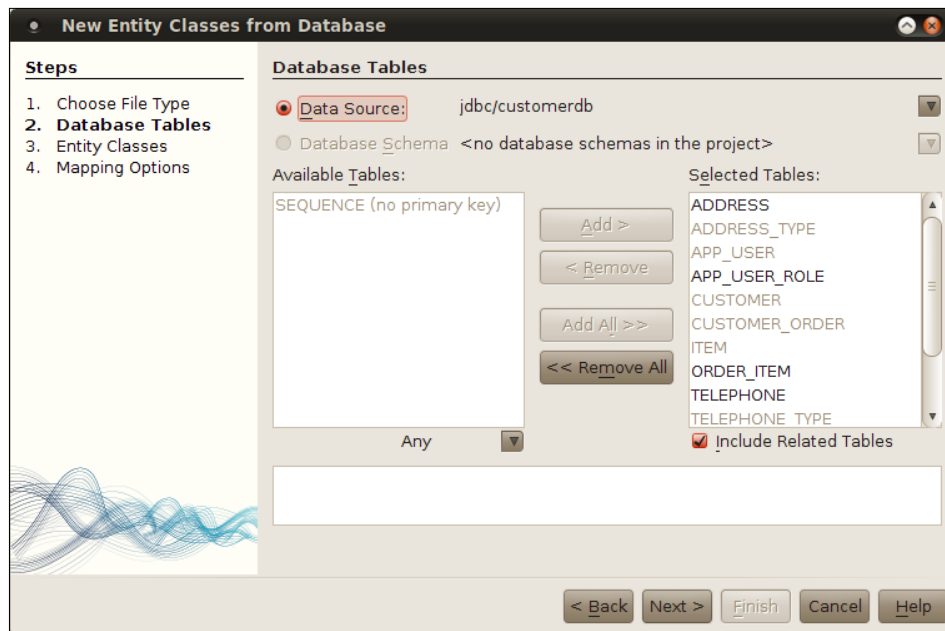 New Entity Classes from Database
Steps
1. Choose File Type
2. Database Tables
3. Entity Classes
4. Mapping Options
Database Tables
Data Source: jdbc/customerdb
Database Schema <no database schemas in the project>
Available Tables:
SEQUENCE (no primary key)
Add >
< Remove
Add All >>
<< Remove All
Any
Selected Tables:
ADDRESS
ADDRESS_TYPE
APP_USER
APP_USER_ROLE
CUSTOMER
CUSTOMER_ORDER
ITEM
ORDER_ITEM
TELEPHONE
TELEPHONE_TYPE
Include Related Tables
< Back Next > Finish Cancel Help